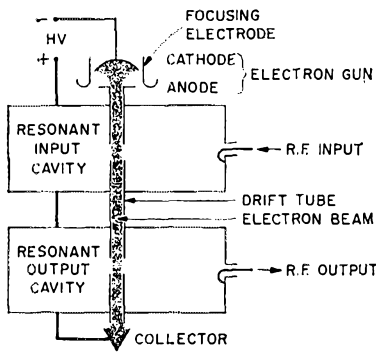 -
HV
+
FOCUSING
ELECTRODE
CATHODE
ANODE
ELECTRON GUN
RESONANT
INPUT
CAVITY
R.F. INPUT
DRIFT TUBE
ELECTRON BEAM
RESONANT
OUTPUT
CAVITY
R.F. OUTPUT
COLLECTOR